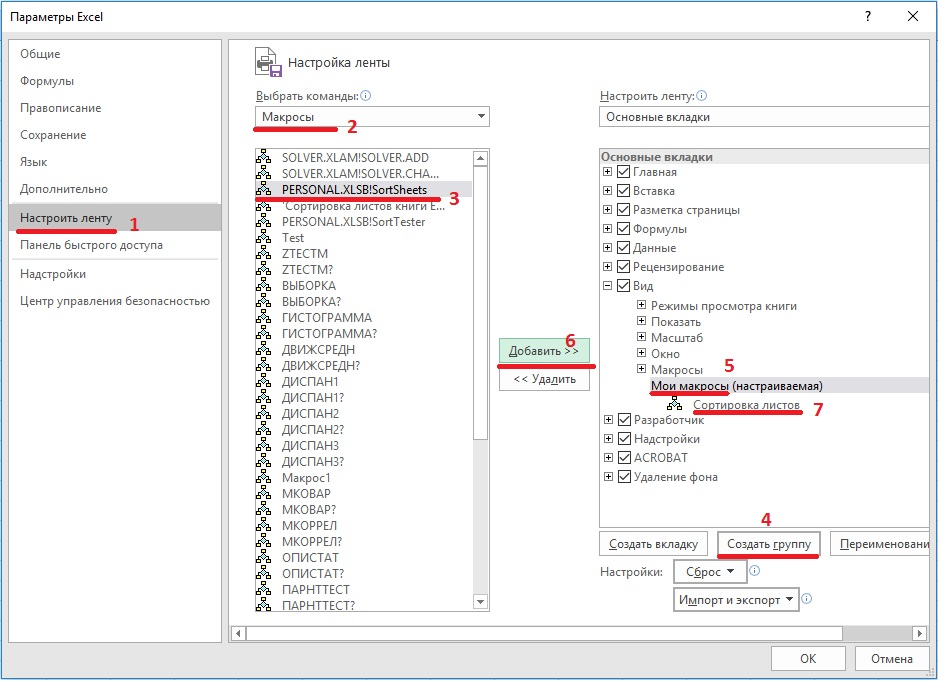 Параметры Excel
?
Общие
Формулы
Правописание
Сохранение
Язык
Дополнительно
Настроить ленту
1
Панель быстрого доступа
Надстройки
Центр управления безопасностью
Настройка ленты
Выбрать команды:
Макросы
2
SOLVER.XLAM!SOLVER.ADD
SOLVER.XLAM!SOLVER.CHA...
PERSONAL.XLSB!SortSheets
3
'Сортировка листов книги E...
PERSONAL.XLSB!SortTester
Test
ZТЕСТМ
ZТЕСТМ?
ВЫБОРКА
ВЫБОРКА?
ГИСТОГРАММА
ГИСТОГРАММА?
ДВИЖСРЕДН
ДВИЖСРЕДН?
ДИСПАН1
ДИСПАН1?
ДИСПАН2
ДИСПАН2?
ДИСПАН3
ДИСПАН3?
Макрос1
МКОВАР
МКОВАР?
МКОРРЕЛ
МКОРРЕЛ?
ОПИСТАТ
ОПИСТАТ?
ПАРНТТЕСТ
ПАРНТТЕСТ?
6
Добавить >>
<< Удалить
Настроить ленту:
Основные вкладки
Основные вкладки
Главная
Вставка
Разметка страницы
Формулы
Данные
Рецензирование
Вид
Режимы просмотра книги
Показать
Масштаб
Окно
Макросы
5
Мои макросы (настраиваемая)
Сортировка листов
7
Разработчик
Надстройки
ACROBAT
Удаление фона
4
Создать вкладку
Создать группу
Переименовани
Настройки:
Сброс
Импорт и экспорт
ОК
Отмена